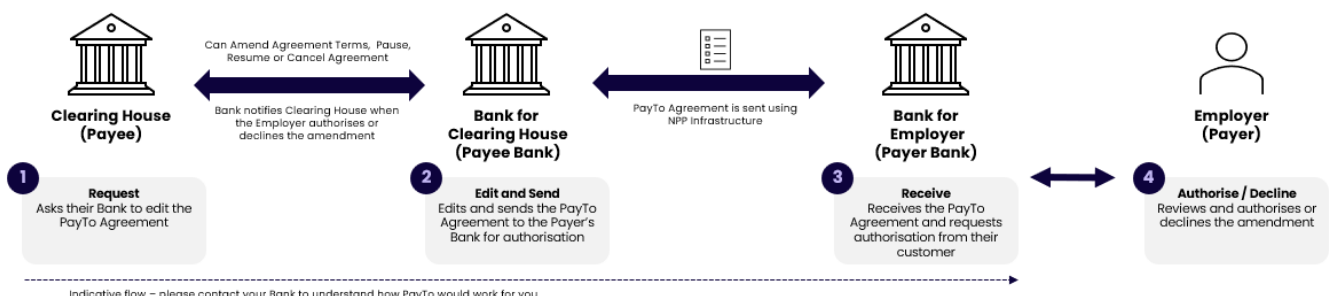 Can Amend Agreement Terms, Pause,
Resume or Cancel Agreement
Bank notifies Clearing House when
the Employer authorises or
declines the amendment
PayTo Agreement is sent using
NPP Infrastructure
Clearing House
(Payee)
Bank for
Clearing House
(Payee Bank)
Bank for
Employer
(Payer Bank)
Employer
(Payer)
1
Request
Asks their Bank to edit the
PayTo Agreement
2
Edit and Send
Edits and sends the PayTo
Agreement to the Payer's
Bank for authorisation
3
Receive
Receives the PayTo
Agreement and requests
authorisation from their
customer
4
Authorise / Decline
Reviews and authorises or
declines the amendment
Indicative flow – please contact your Bank to understand how PayTo would work for you